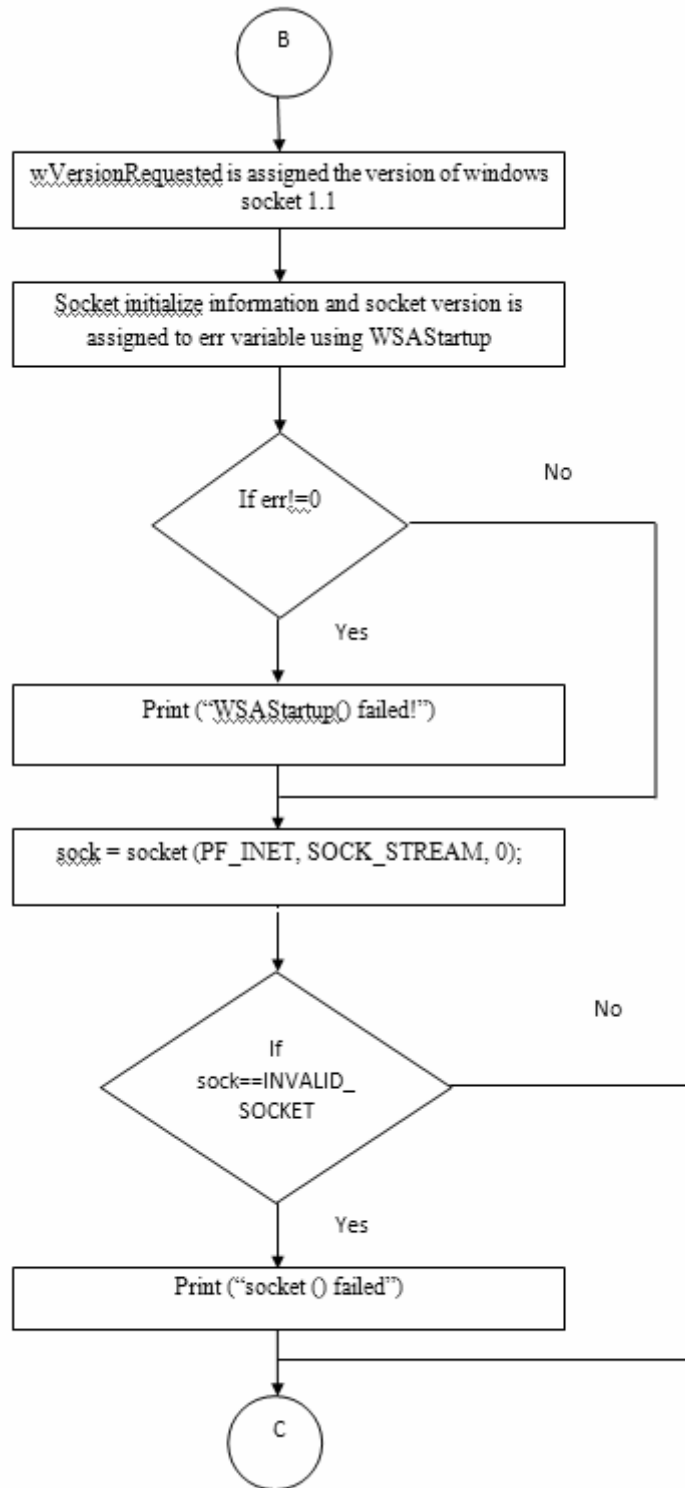 B
wVersionRequested is assigned the version of windows
socket 1.1
Socket initialize information and socket version is
assigned to err variable using WSAStartup
If err!=0
No
Yes
Print (“WSAStartup() failed!”)
sock = socket (PF_INET, SOCK_STREAM, 0);
If
sock==INVALID_
SOCKET
No
Yes
Print (“socket () failed”)
C